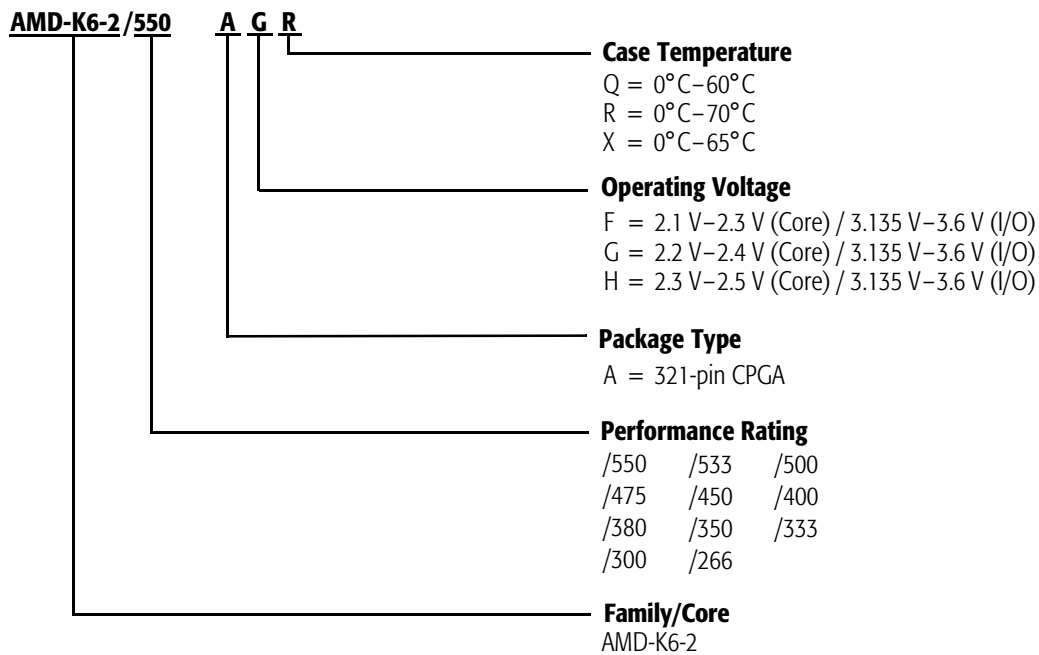 AMD-K6-2/550 A G R
Case Temperature
Q = 0°C–60°C
R = 0°C–70°C
X = 0°C–65°C
Operating Voltage
F = 2.1 V–2.3 V (Core) / 3.135 V–3.6 V (I/O)
G = 2.2 V–2.4 V (Core) / 3.135 V–3.6 V (I/O)
H = 2.3 V–2.5 V (Core) / 3.135 V–3.6 V (I/O)
Package Type
A = 321-pin CPGA
Performance Rating
/550 /533 /500
/475 /450 /400
/380 /350 /333
/300 /266
Family/Core
AMD-K6-2